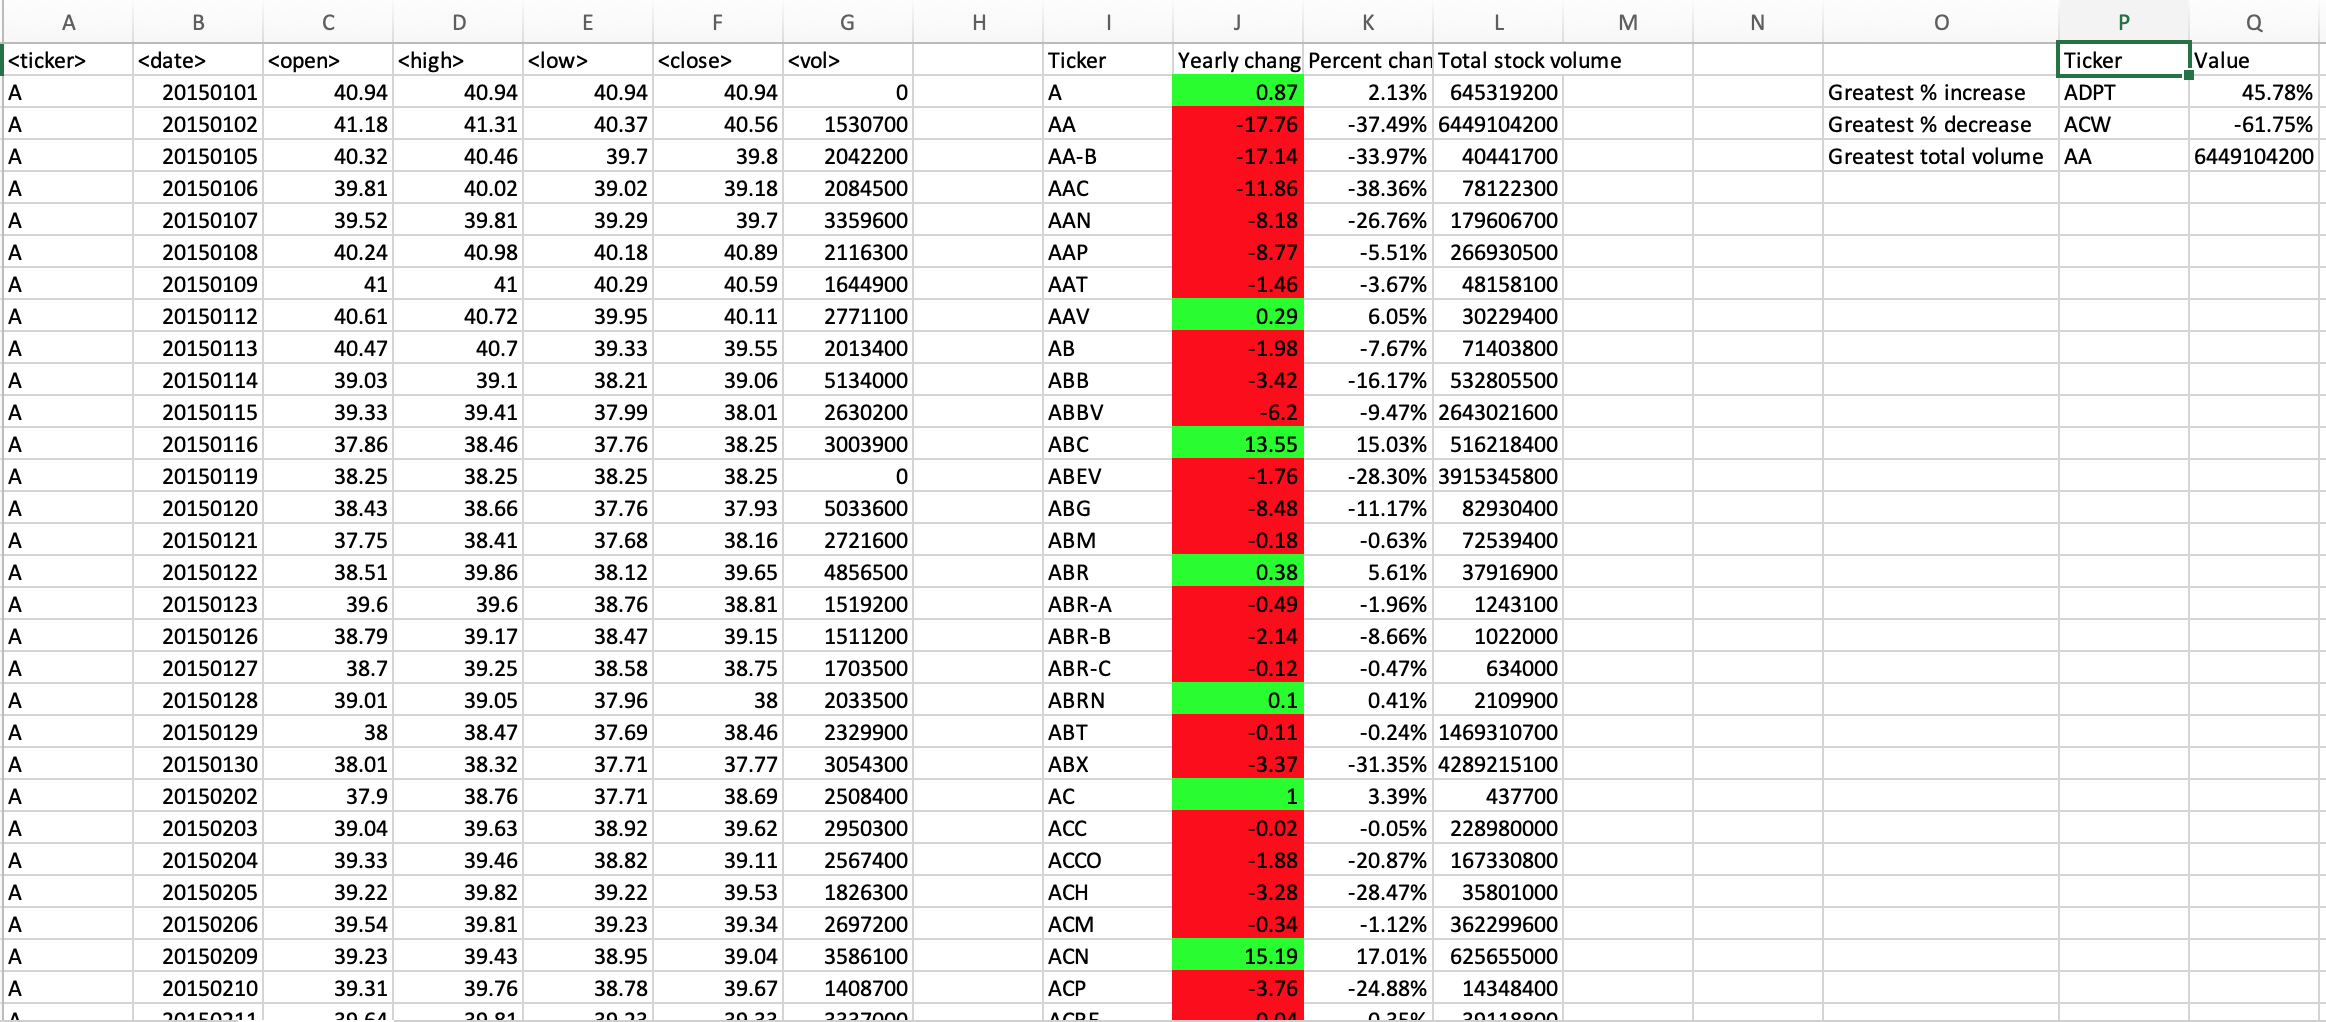 A B C D E F G H I J K L M N O P Q
<ticker> <date> <open> <high> <low> <close> <vol> Ticker Yearly chang Percent chan Total stock volume Ticker Value
A 20150101 40.94 40.94 40.94 40.94 0 A 0.87 2.13% 645319200 Greatest % increase ADPT 45.78%
A 20150102 41.18 41.31 40.37 40.56 1530700 AA -17.76 -37.49% 6449104200 Greatest % decrease ACW -61.75%
A 20150105 40.32 40.46 39.7 39.8 2042200 AA-B -17.14 -33.97% 40441700 Greatest total volume AA 6449104200
A 20150106 39.81 40.02 39.02 39.18 2084500 AAC -11.86 -38.36% 78122300
A 20150107 39.52 39.81 39.29 39.7 3359600 AAN -8.18 -26.76% 179606700
A 20150108 40.24 40.98 40.18 40.89 2116300 AAP -8.77 -5.51% 266930500
A 20150109 41 41 40.29 40.59 1644900 AAT -1.46 -3.67% 48158100
A 20150112 40.61 40.72 39.95 40.11 2771100 AAV 0.29 6.05% 30229400
A 20150113 40.47 40.7 39.33 39.55 2013400 AB -1.98 -7.67% 71403800
A 20150114 39.03 39.1 38.21 39.06 5134000 ABB -3.42 -16.17% 532805500
A 20150115 39.33 39.41 37.99 38.01 2630200 ABBV -6.2 -9.47% 2643021600
A 20150116 37.86 38.46 37.76 38.25 3003900 ABC 13.55 15.03% 516218400
A 20150119 38.25 38.25 38.25 38.25 0 ABEV -1.76 -28.30% 3915345800
A 20150120 38.43 38.66 37.76 37.93 5033600 ABG -8.48 -11.17% 82930400
A 20150121 37.75 38.41 37.68 38.16 2721600 ABM -0.18 -0.63% 72539400
A 20150122 38.51 39.86 38.12 39.65 4856500 ABR 0.38 5.61% 37916900
A 20150123 39.6 39.6 38.76 38.81 1519200 ABR-A -0.49 -1.96% 1243100
A 20150126 38.79 39.17 38.47 39.15 1511200 ABR-B -2.14 -8.66% 1022000
A 20150127 38.7 39.25 38.58 38.75 1703500 ABR-C -0.12 -0.47% 634000
A 20150128 39.01 39.05 37.96 38 2033500 ABRN 0.1 0.41% 2109900
A 20150129 38 38.47 37.69 38.46 2329900 ABT -0.11 -0.24% 1469310700
A 20150130 38.01 38.32 37.71 37.77 3054300 ABX -3.37 -31.35% 4289215100
A 20150202 37.9 38.76 37.71 38.69 2508400 AC 1 3.39% 437700
A 20150203 39.04 39.63 38.92 39.62 2950300 ACC -0.02 -0.05% 228980000
A 20150204 39.33 39.46 38.82 39.11 2567400 ACCO -1.88 -20.87% 167330800
A 20150205 39.22 39.82 39.22 39.53 1826300 ACH -3.28 -28.47% 35801000
A 20150206 39.54 39.81 39.23 39.34 2697200 ACM -0.34 -1.12% 362299600
A 20150209 39.23 39.43 38.95 39.04 3586100 ACN 15.19 17.01% 625655000
A 20150210 39.31 39.76 38.78 39.67 1408700 ACP -3.76 -24.88% 14348400
A 20150211